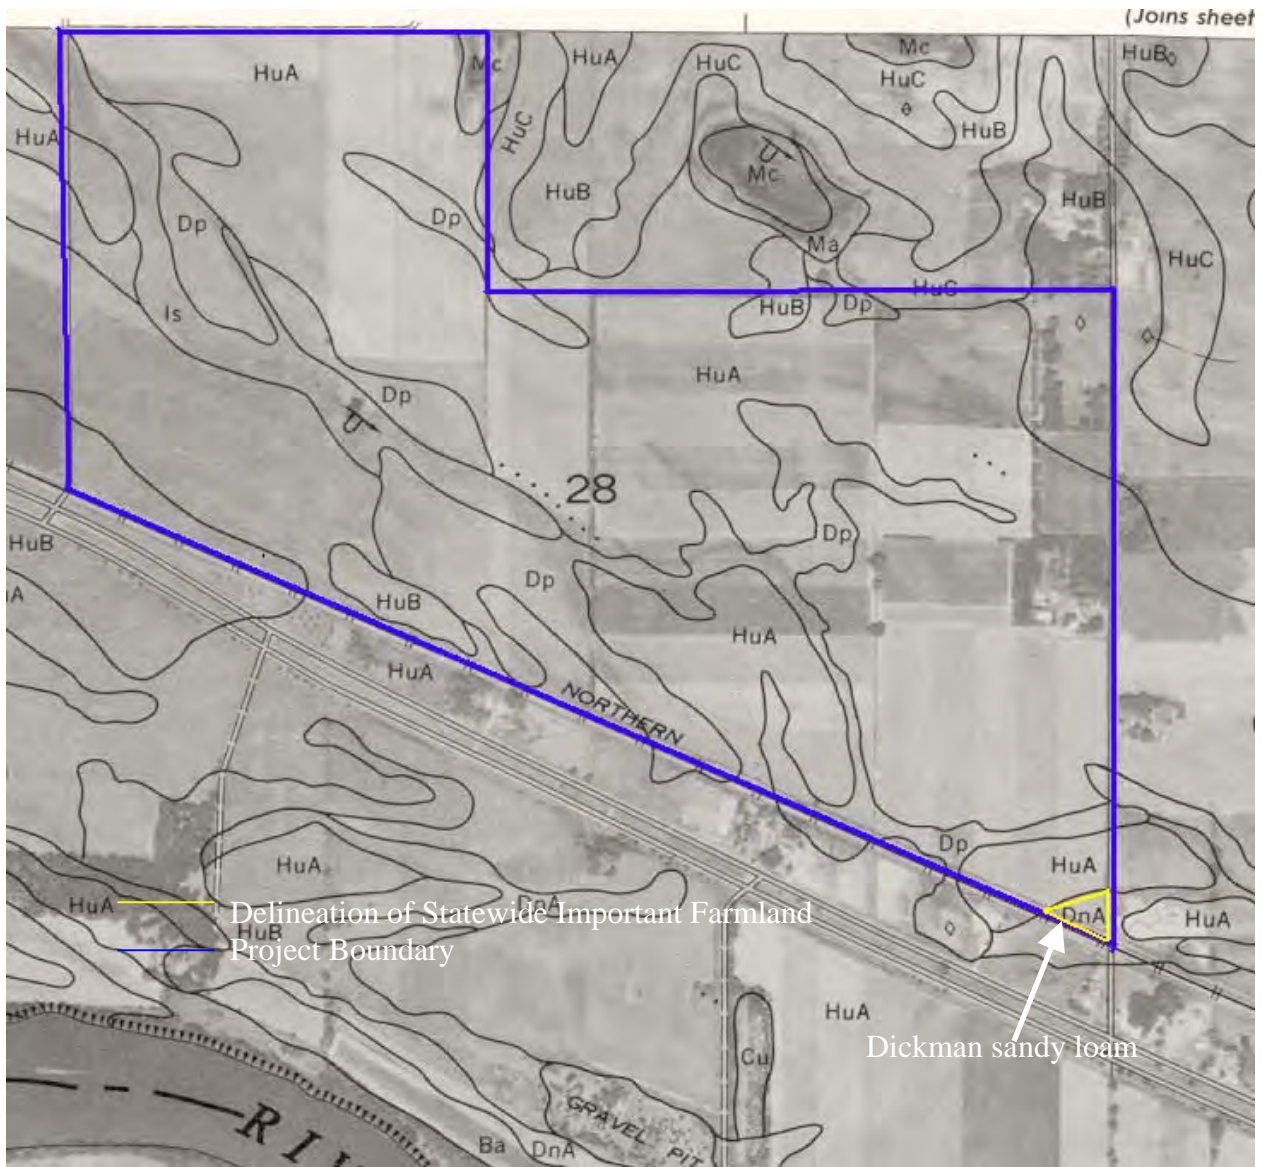 (Joins sheet
Mc
HuA
HuC
Mc
HuB
HuA
HuC
HuA
HuC
HuB
Mc
HuB
HuB
Dp
Dp
Ma
HuC
HuC
HuB
Dp
Is
HuA
Dp
28
Dp
HuB
Dp
HuB
HuA
HuA
NORTHERN
Dp
HuA
HuA
HuA
DnA
DnA
HuA
Delineation of Statewide Important Farmland
HuB
Project Boundary
HuA
Dickman sandy loam
Cu
GRAVEL PIT
Ba
DnA